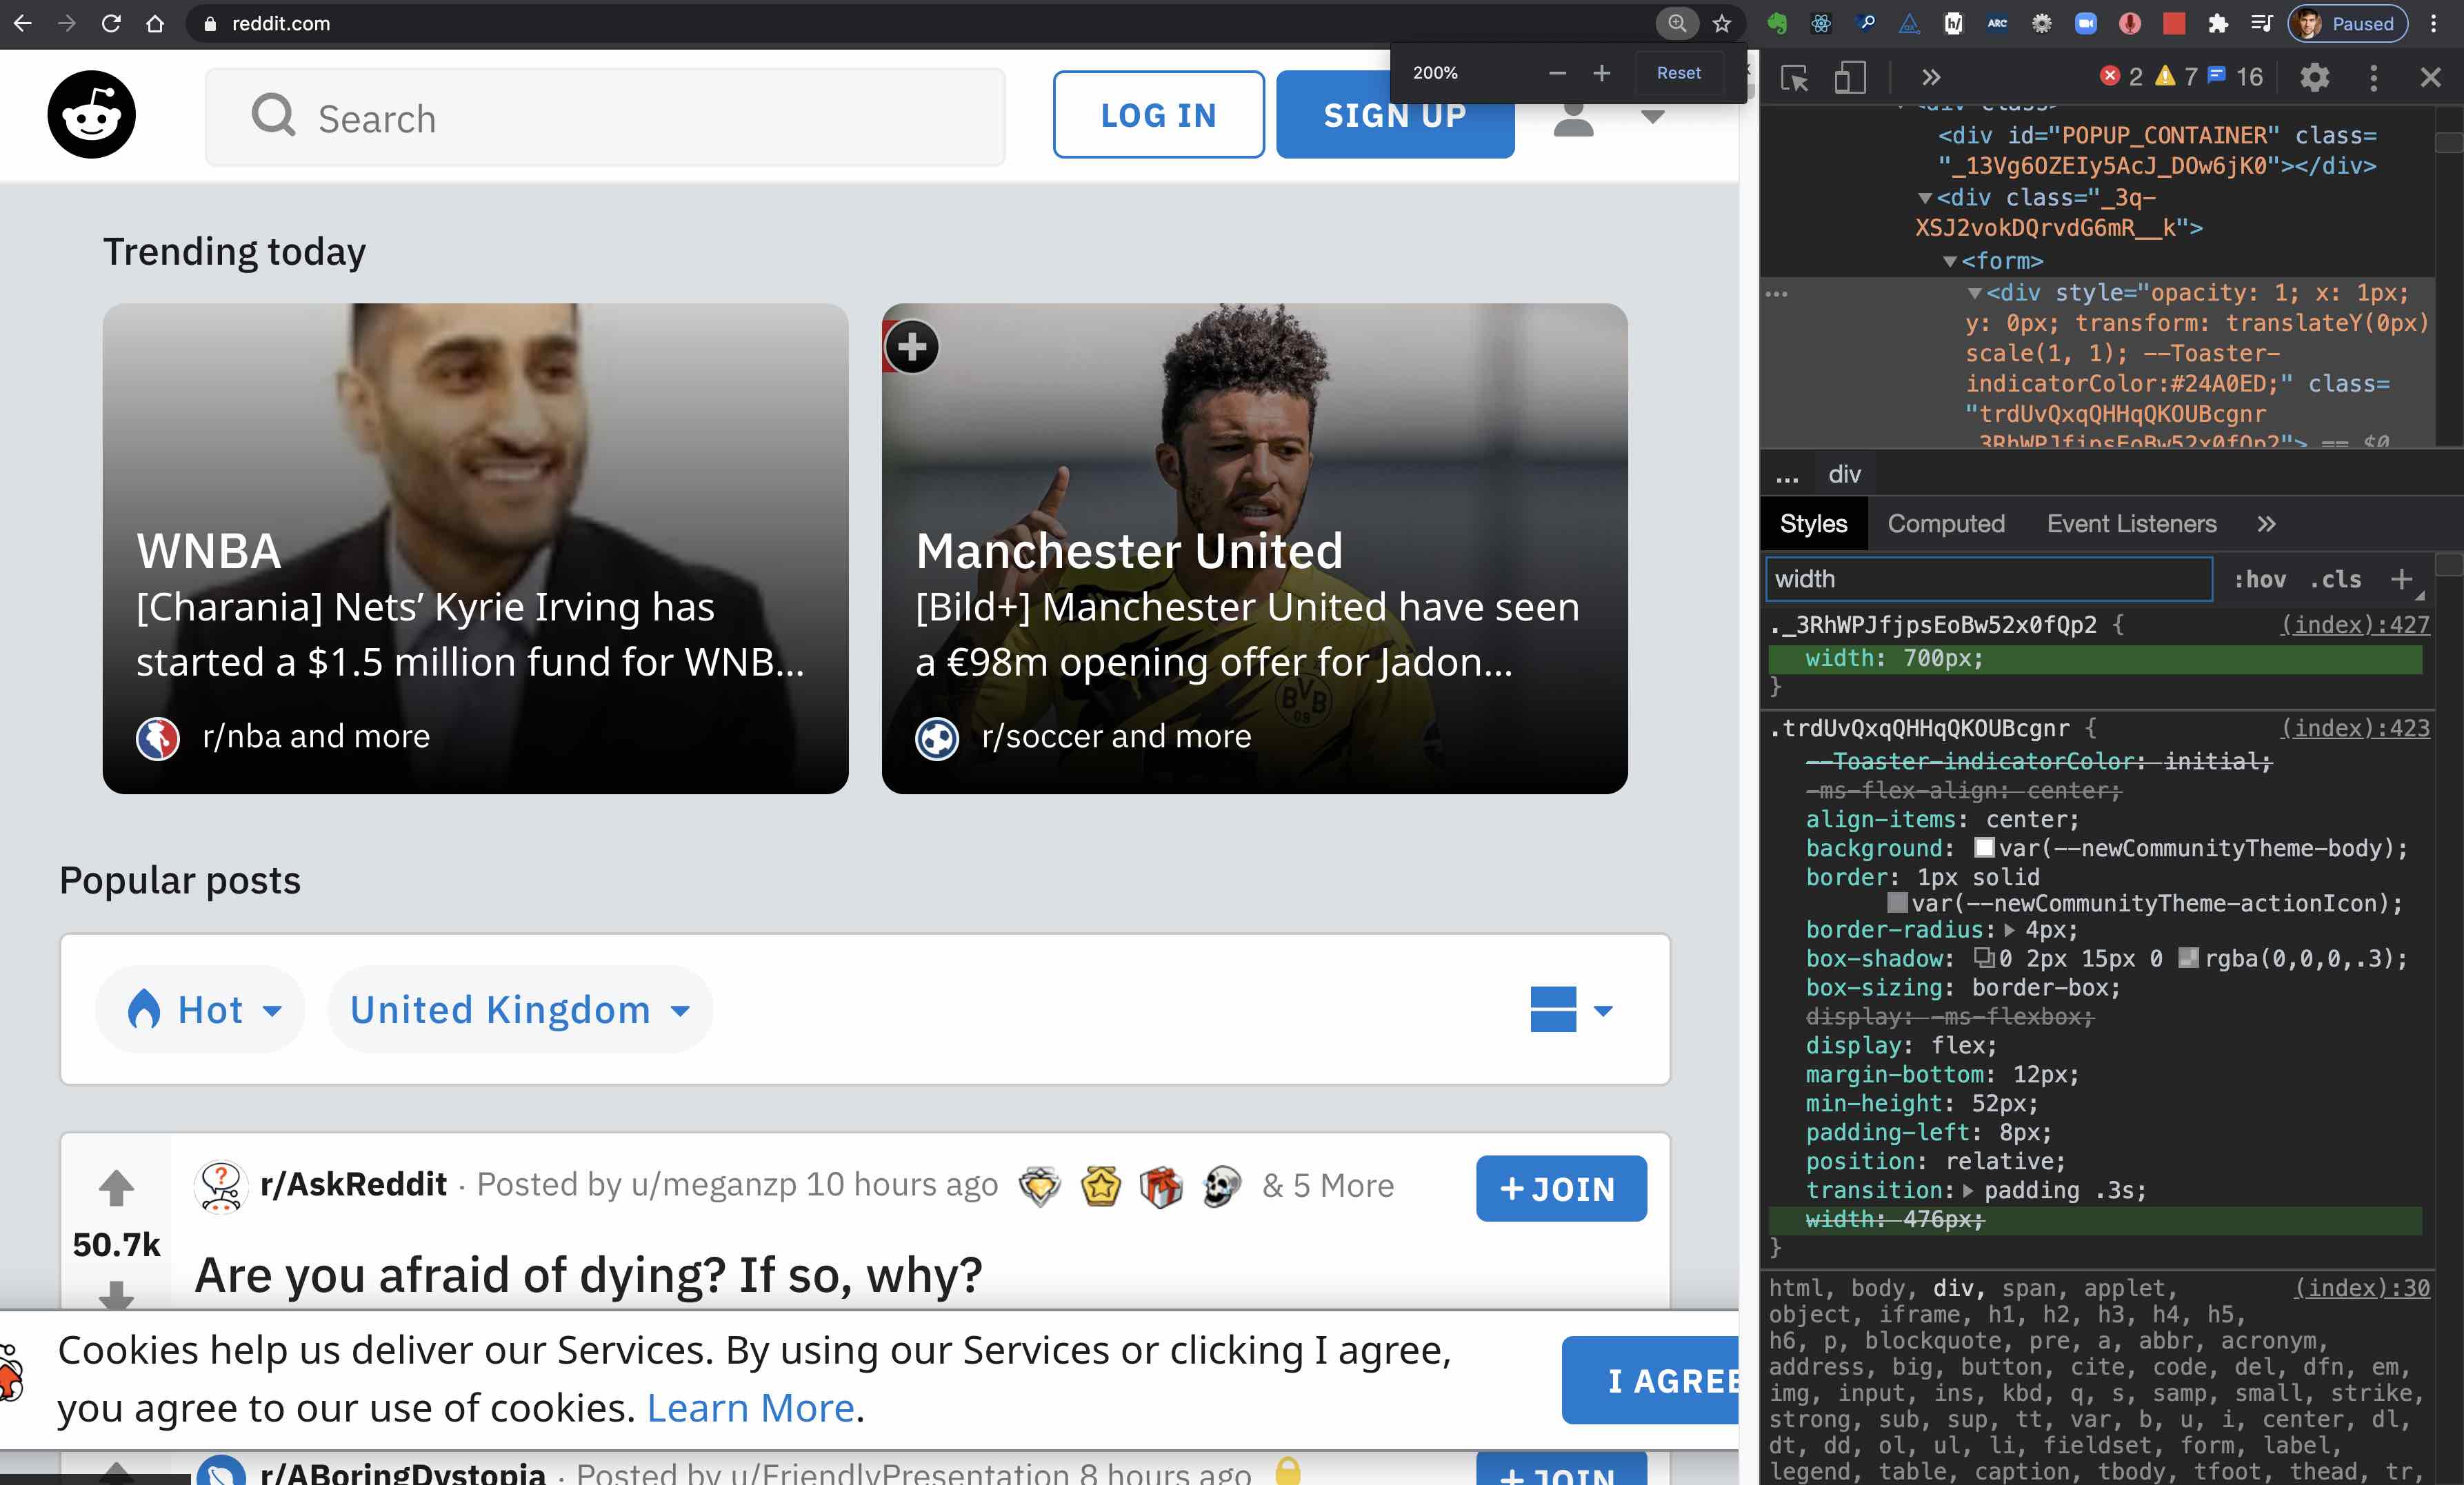 reddit.com
Paused
200% − + Reset
Search
LOG IN
SIGN UP
Trending today
WNBA
[Charania] Nets’ Kyrie Irving has
started a $1.5 million fund for WNB...
r/nba and more
Manchester United
[Bild+] Manchester United have seen
a €98m opening offer for Jadon...
r/soccer and more
BVB
09
Popular posts
Hot
United Kingdom
r/AskReddit · Posted by u/meganzp 10 hours ago & 5 More
+ JOIN
50.7k
Are you afraid of dying? If so, why?
Cookies help us deliver our Services. By using our Services or clicking I agree,
you agree to our use of cookies. Learn More.
I AGREE
r/ABoringDystopia · Posted by u/FriendlyPresentation 8 hours ago
+ JOIN
h/
ARC
2 7 16
<div class=
<div id="POPUP_CONTAINER" class=
"_13Vg6OZEIy5AcJ_DOw6jK0"></div>
<div class="_3q-
XSJ2vokDQrvdG6mR__k">
<form>
<div style="opacity: 1; x: 1px;
y: 0px; transform: translateY(0px)
scale(1, 1); --Toaster-
indicatorColor:#24A0ED;" class=
"trdUvQxqQHHqQKOUBcgnr
_3RhWPJfjpsEoBw52x0fQp2"> == $0
... div
Styles Computed Event Listeners »
width :hov .cls +
._3RhWPJfjpsEoBw52x0fQp2 { (index):427
width: 700px;
}
.trdUvQxqQHHqQKOUBcgnr { (index):423
--Toaster-indicatorColor: initial;
-ms-flex-align: center;
align-items: center;
background: var(--newCommunityTheme-body);
border: 1px solid
var(--newCommunityTheme-actionIcon);
border-radius: 4px;
box-shadow: 0 2px 15px 0 rgba(0,0,0,.3);
box-sizing: border-box;
display: -ms-flexbox;
display: flex;
margin-bottom: 12px;
min-height: 52px;
padding-left: 8px;
position: relative;
transition: padding .3s;
width: 476px;
}
html, body, div, span, applet, (index):30
object, iframe, h1, h2, h3, h4, h5,
h6, p, blockquote, pre, a, abbr, acronym,
address, big, button, cite, code, del, dfn, em,
img, input, ins, kbd, q, s, samp, small, strike,
strong, sub, sup, tt, var, b, u, i, center, dl,
dt, dd, ol, ul, li, fieldset, form, label,
legend, table, caption, tbody, tfoot, thead, tr,